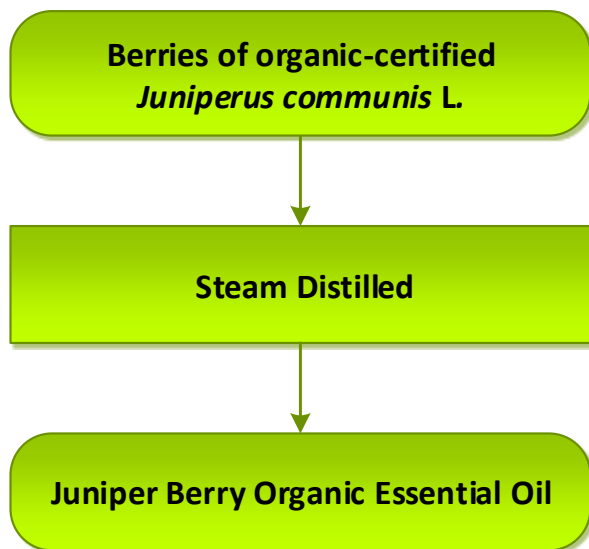 Berries of organic-certified
Juniperus communis L.
Steam Distilled
Juniper Berry Organic Essential Oil